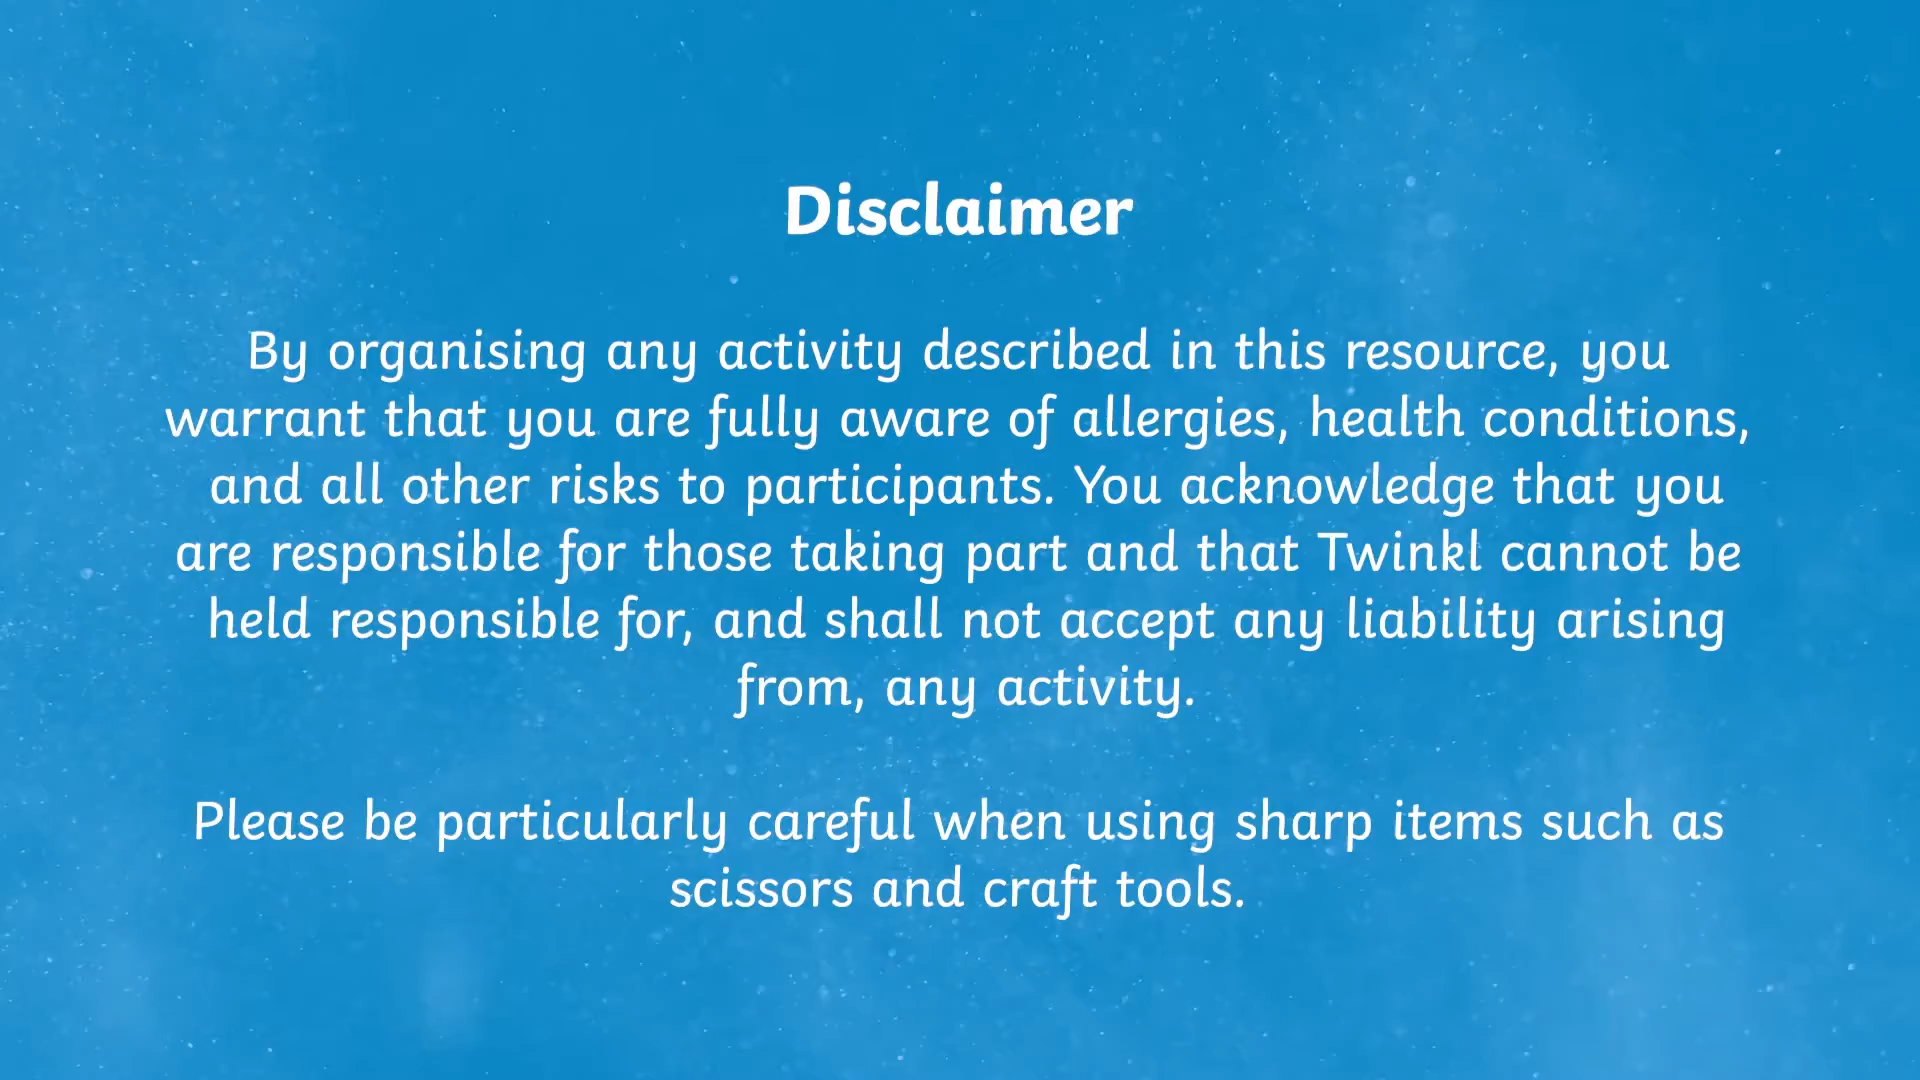 Disclaimer
By organising any activity described in this resource, you
warrant that you are fully aware of allergies, health conditions,
and all other risks to participants. You acknowledge that you
are responsible for those taking part and that Twinkl cannot be
held responsible for, and shall not accept any liability arising
from, any activity.
Please be particularly careful when using sharp items such as
scissors and craft tools.